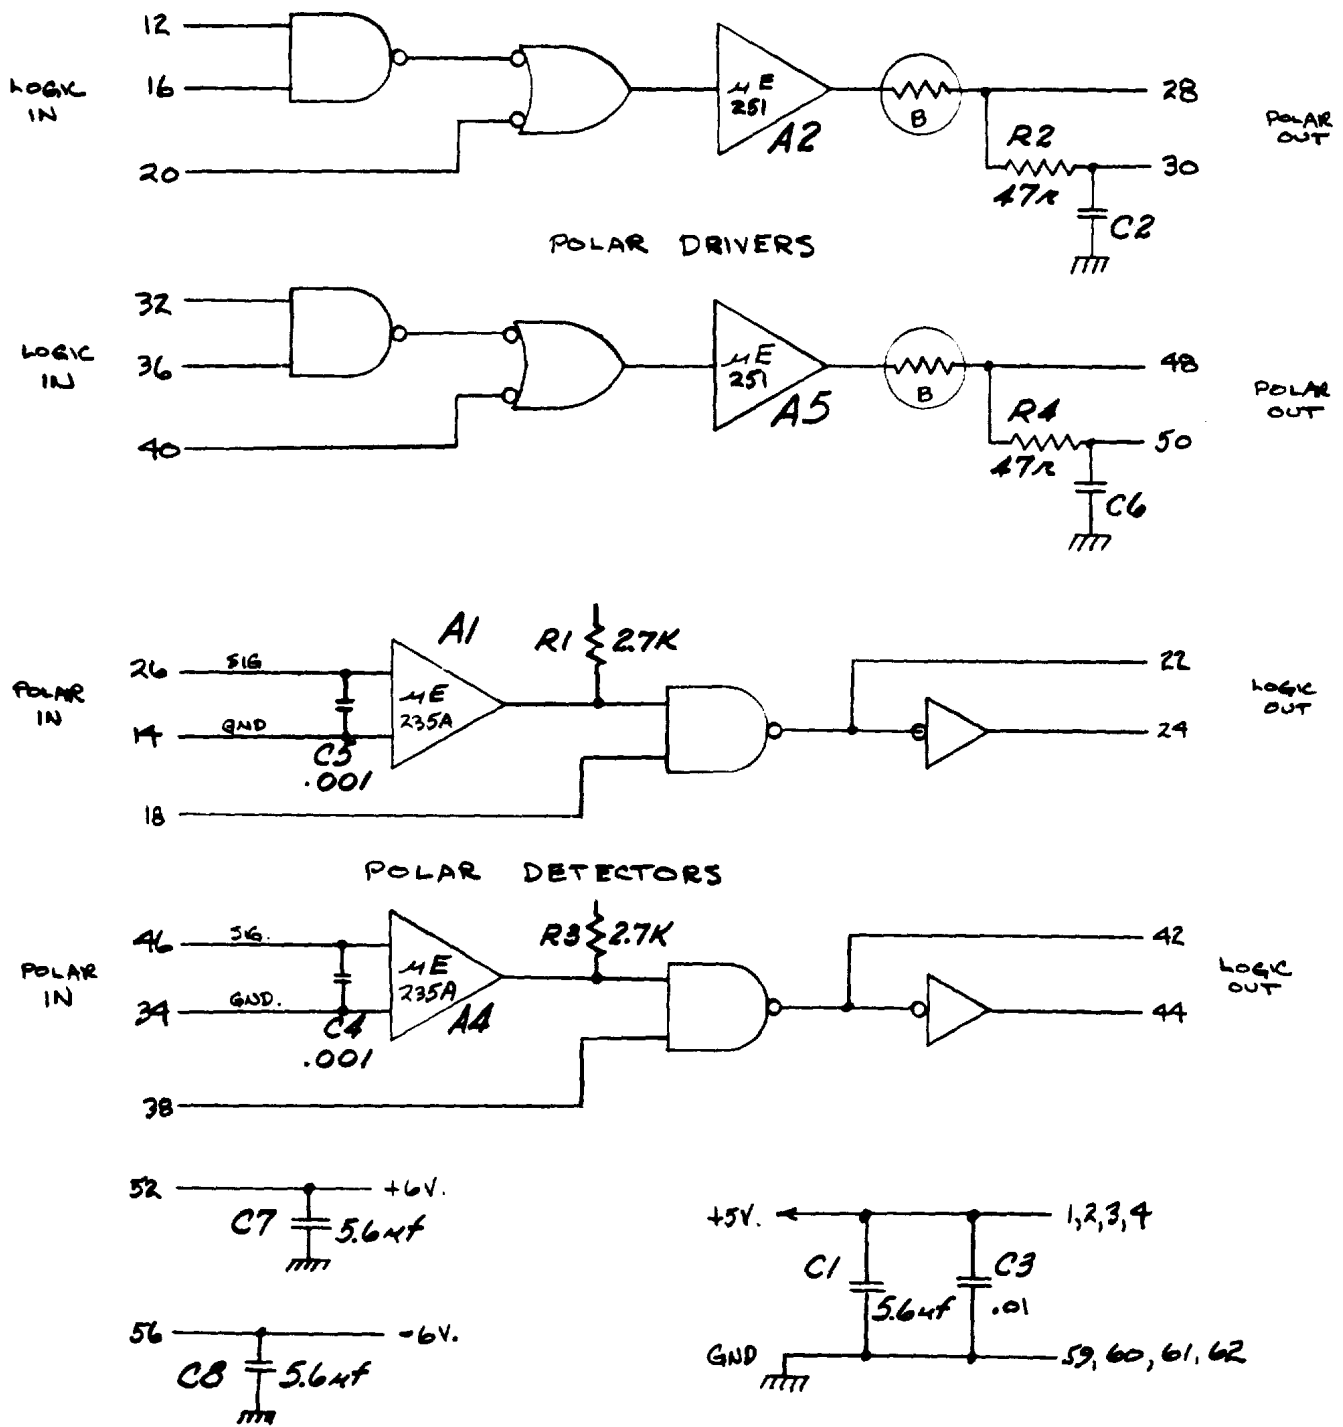 12
LOGIC IN
16
20
μE 251
A2
B
28
POLAR OUT
R2
47Ω
30
C2
POLAR DRIVERS
32
LOGIC IN
36
40
μE 251
A5
B
48
POLAR OUT
R4
47Ω
50
C6
A1
R1 2.7K
26 SIG
POLAR IN
14 GND
μE 235A
C5
.001
18
22
LOGIC OUT
24
POLAR DETECTORS
46 SIG.
POLAR IN
34 GND.
μE 235A
A4
R3 2.7K
C4
.001
38
42
LOGIC OUT
44
52 +6V.
C7 5.6μf
56 -6V.
C8 5.6μf
+5V. 1,2,3,4
C1 5.6μf
C3 .01
GND 59, 60, 61, 62